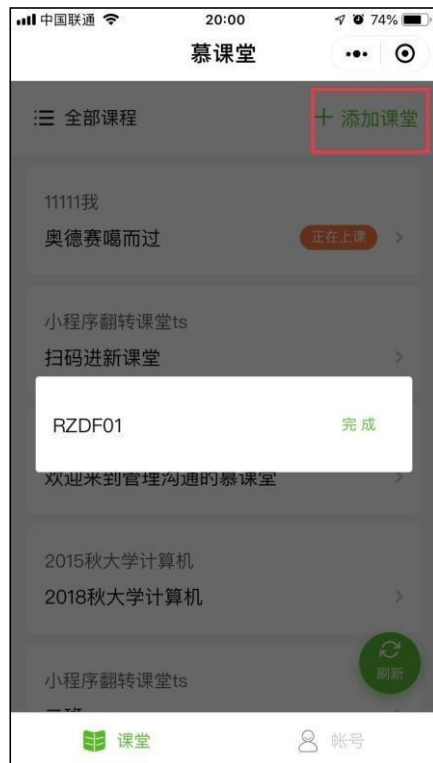 中国联通 20:00 74%
慕课堂
全部课程 + 添加课堂
11111我
奥德赛噶而过 正在上课
小程序翻转课堂ts
扫码进新课堂
RZDF01 完成
欢迎来到管理沟通的慕课堂
2015秋大学计算机
2018秋大学计算机
刷新
小程序翻转课堂ts
课堂 帐号